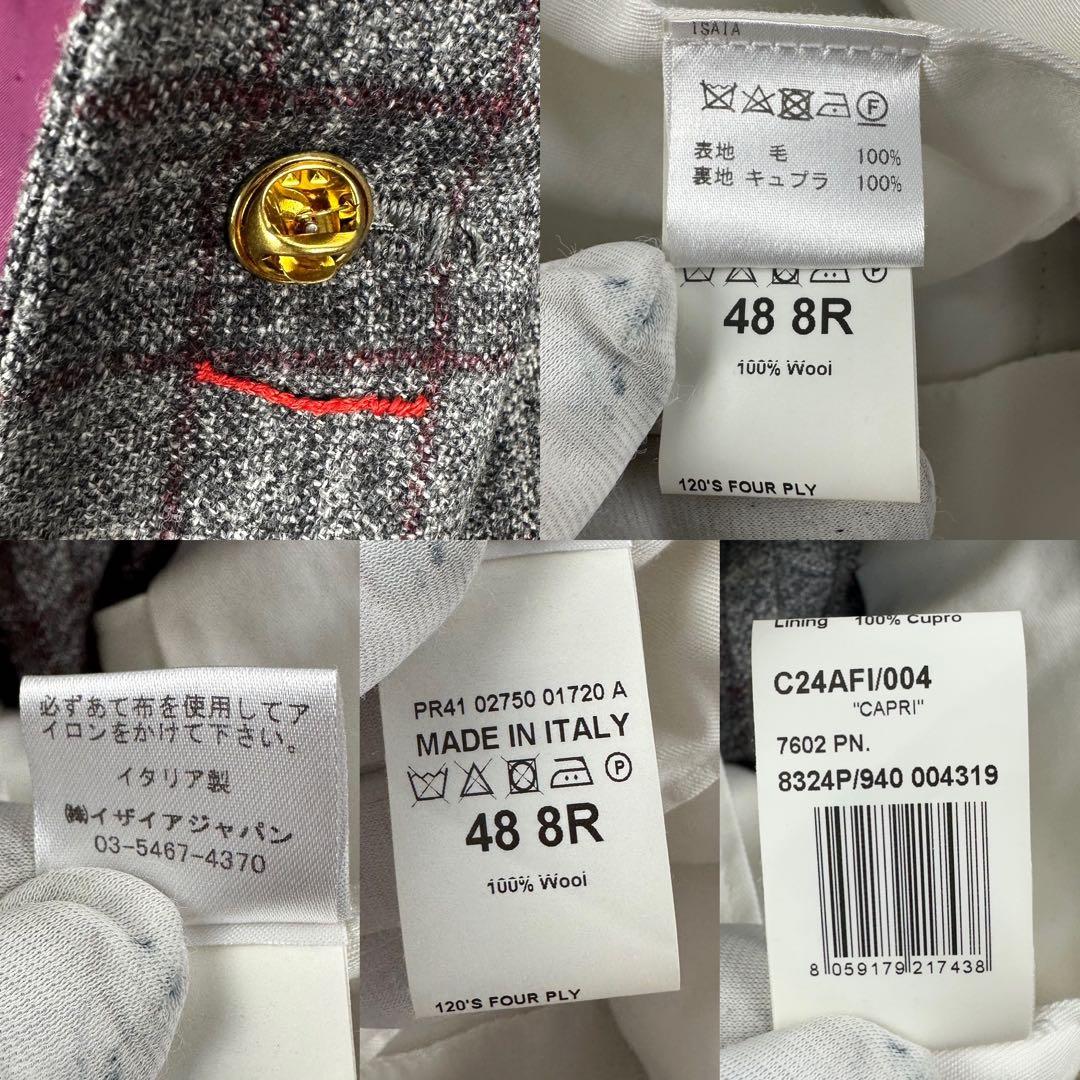 ISAIA
F
表地 毛 100%
裏地 キュプラ 100%
P
48 8R
100% Wool
120'S FOUR PLY
必ずあて布を使用してア
イロンをかけて下さい。
イタリア製
㈱イザイアジャパン
03-5467-4370
PR41 02750 01720 A
MADE IN ITALY
P
48 8R
100% Wool
120'S FOUR PLY
Lining 100% Cupro
C24AFI/004
"CAPRI"
7602 PN.
8324P/940 004319
8 059179 217438